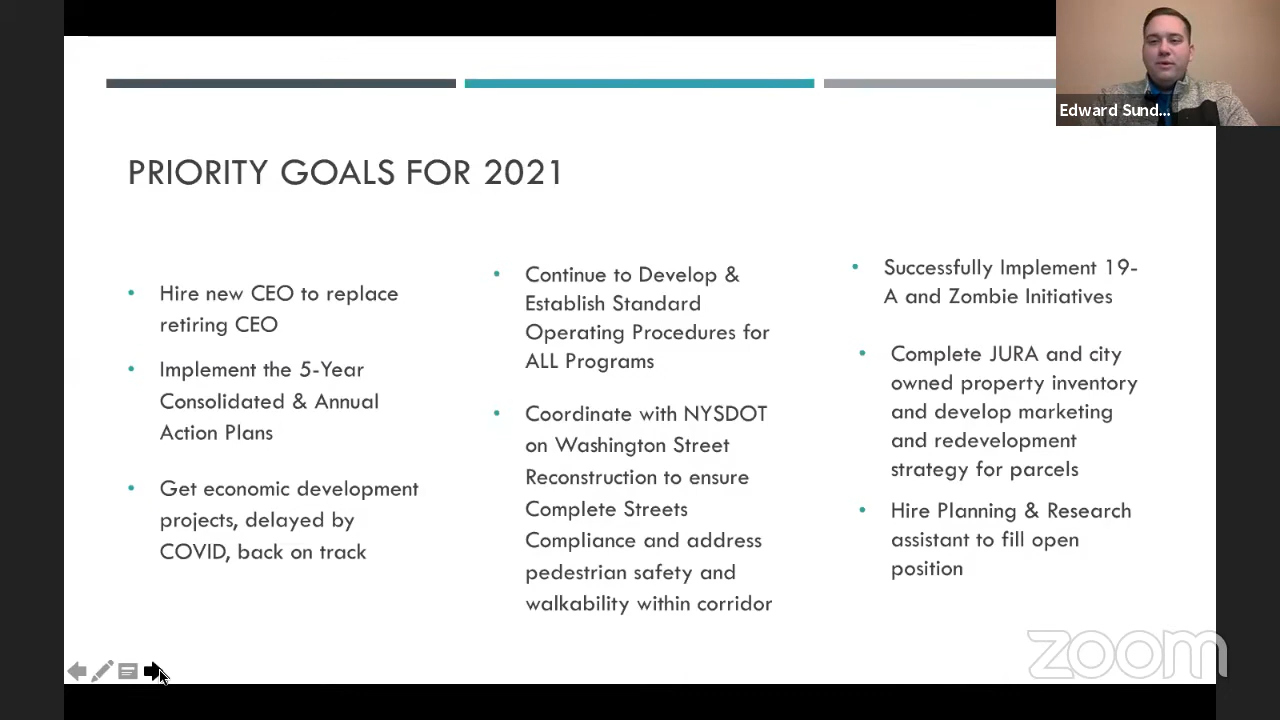 Edward Sund...
PRIORITY GOALS FOR 2021
• Hire new CEO to replace
retiring CEO
• Implement the 5-Year
Consolidated & Annual
Action Plans
• Get economic development
projects, delayed by
COVID, back on track
• Continue to Develop &
Establish Standard
Operating Procedures for
ALL Programs
• Coordinate with NYSDOT
on Washington Street
Reconstruction to ensure
Complete Streets
Compliance and address
pedestrian safety and
walkability within corridor
• Successfully Implement 19-
A and Zombie Initiatives
• Complete JURA and city
owned property inventory
and develop marketing
and redevelopment
strategy for parcels
• Hire Planning & Research
assistant to fill open
position
zoom